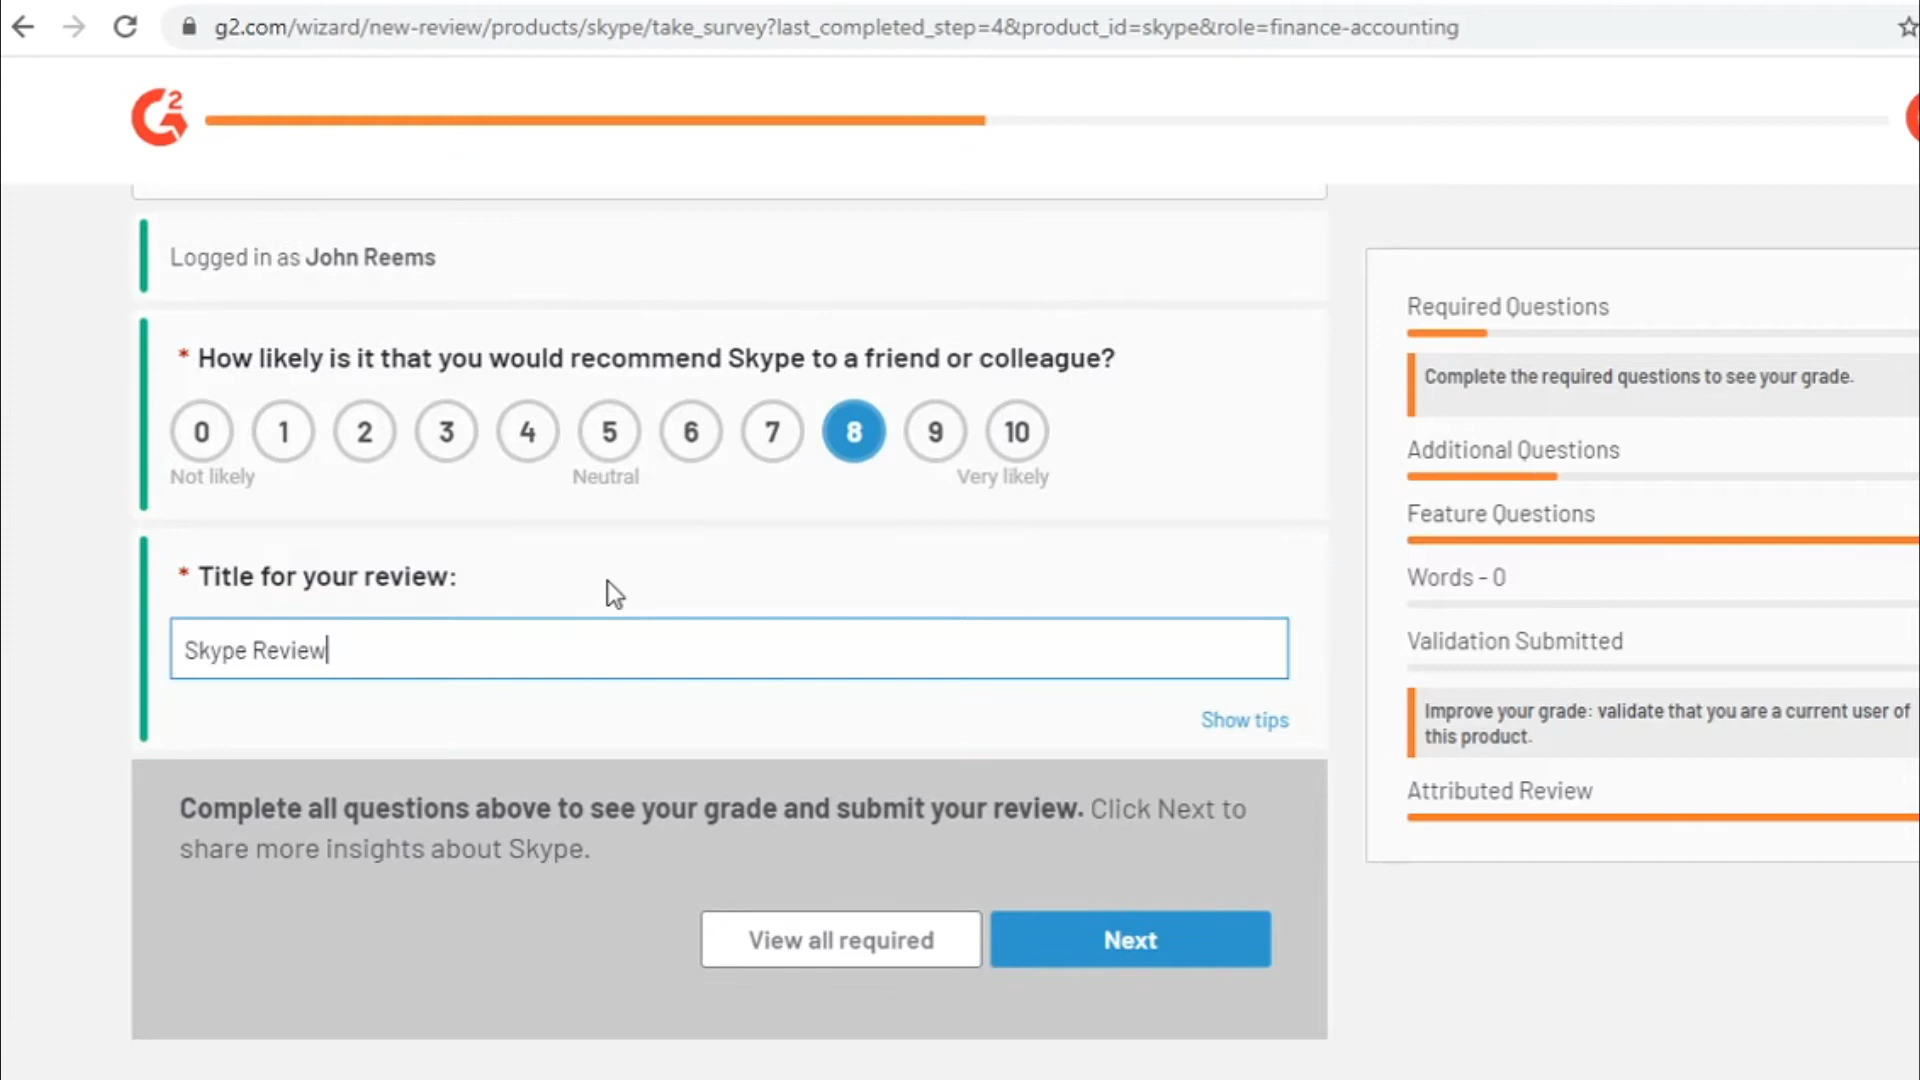 g2.com/wizard/new-review/products/skype/take_survey?last_completed_step=4&product_id=skype&role=finance-accounting
G2
Logged in as John Reems
* How likely is it that you would recommend Skype to a friend or colleague?
0 1 2 3 4 5 6 7 8 9 10
Not likely Neutral Very likely
* Title for your review:
Skype Review
Show tips
Complete all questions above to see your grade and submit your review. Click Next to
share more insights about Skype.
View all required Next
Required Questions
Complete the required questions to see your grade.
Additional Questions
Feature Questions
Words - 0
Validation Submitted
Improve your grade: validate that you are a current user of
this product.
Attributed Review